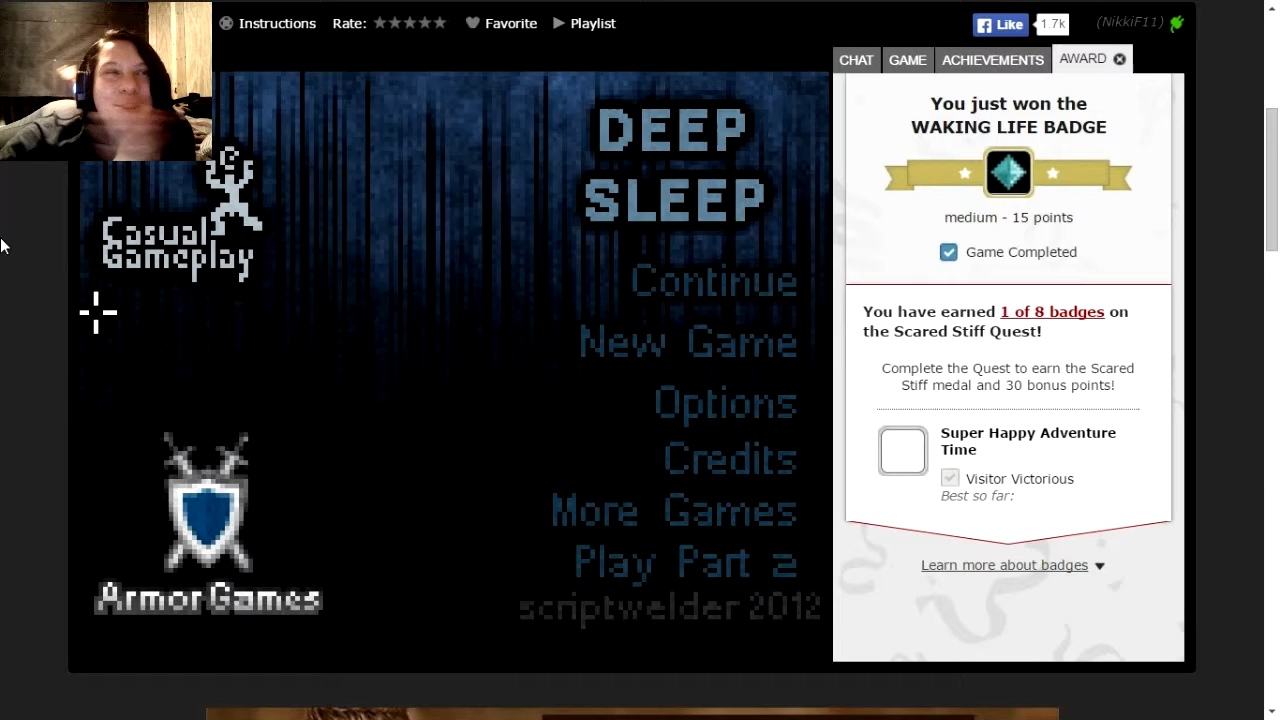 Instructions
Rate:
Favorite
Playlist
Like
1.7k
(NikkiF11)
CHAT
GAME
ACHIEVEMENTS
AWARD
DEEP
SLEEP
Casual
Gameplay
Continue
New Game
Options
Credits
More Games
Play Part 2
scriptwelder 2012
ArmorGames
You just won the
WAKING LIFE BADGE
medium - 15 points
Game Completed
You have earned 1 of 8 badges on
the Scared Stiff Quest!
Complete the Quest to earn the Scared
Stiff medal and 30 bonus points!
Super Happy Adventure
Time
Visitor Victorious
Best so far:
Learn more about badges